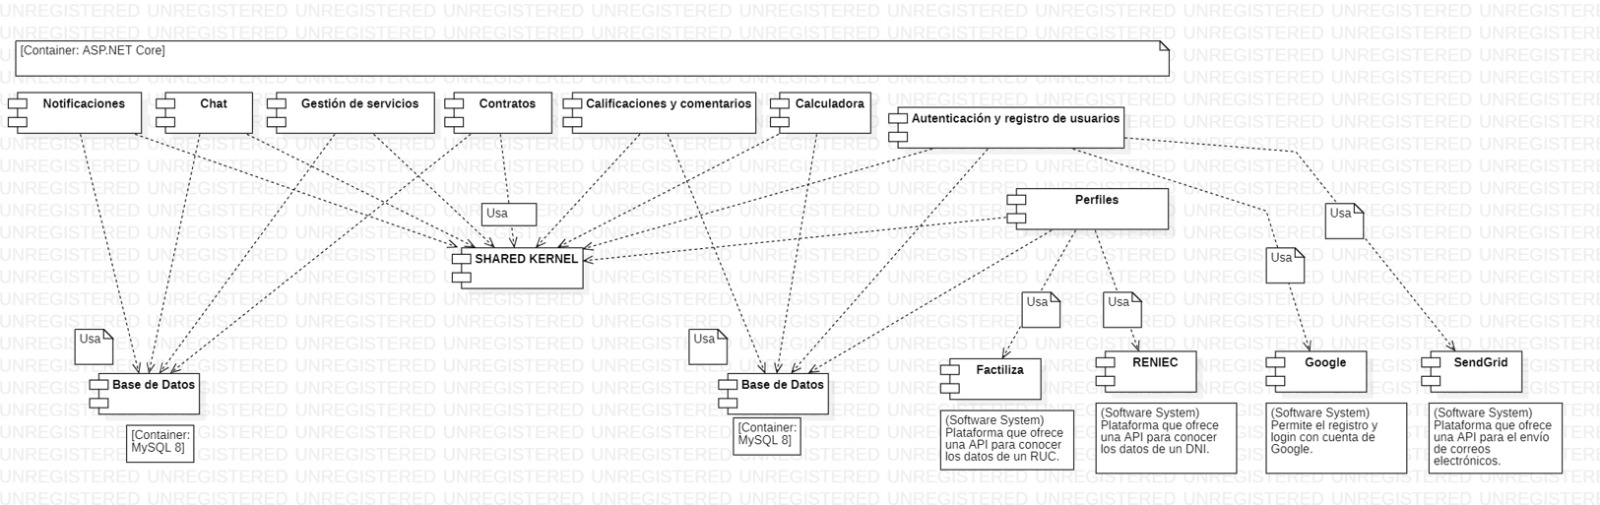 [Container: ASP.NET Core]
Notificaciones
Chat
Gestión de servicios
Contratos
Calificaciones y comentarios
Calculadora
Autenticación y registro de usuarios
Perfiles
Usa
Usa
SHARED KERNEL
Usa
Usa
Usa
Usa
Usa
Base de Datos
Base de Datos
Factiliza
RENIEC
Google
SendGrid
[Container:
MySQL 8]
[Container:
MySQL 8]
(Software System)
Plataforma que ofrece
una API para conocer
los datos de un RUC.
(Software System)
Plataforma que ofrece
una API para conocer
los datos de un DNI.
(Software System)
Permite el registro y
login con cuenta de
Google.
(Software System)
Plataforma que ofrece
una API para el envío
de correos
electrónicos.
UNREGISTERED UNREGISTERED UNREGISTERED UNREGISTERED UNREGISTERED UNREGISTERED UNREGISTERED UNREGISTERED UNREGISTERED UNREGISTERED